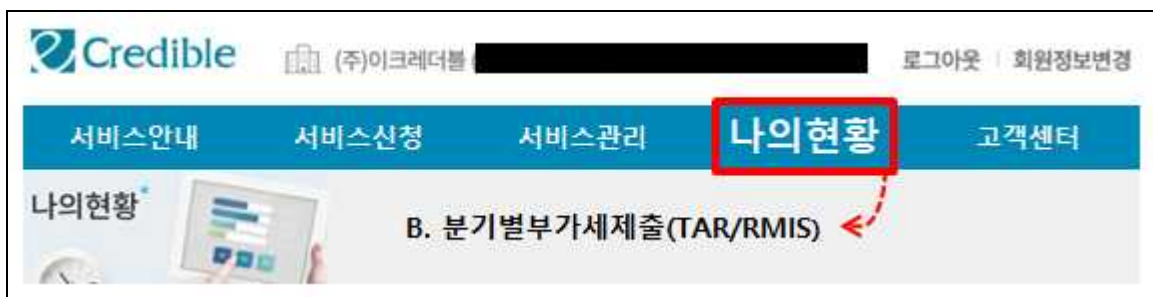 Credible (주)이크레더블 ( 로그아웃 | 회원정보변경
서비스안내 서비스신청 서비스관리 나의현황 고객센터
나의현황
B. 분기별부가세제출(TAR/RMIS)